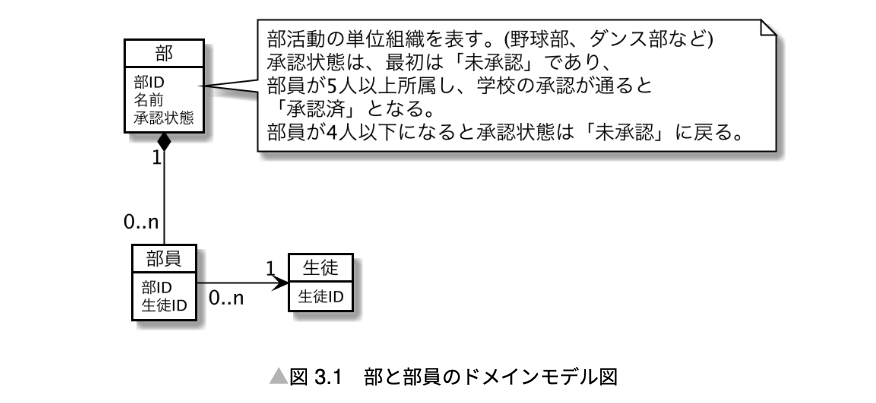 部
部ID
名前
承認状態
部活動の単位組織を表す。(野球部、ダンス部など)
承認状態は、最初は「未承認」であり、
部員が5人以上所属し、学校の承認が通ると
「承認済」となる。
部員が4人以下になると承認状態は「未承認」に戻る。
1
0..n
部員
部ID
生徒ID
0..n
1
生徒
生徒ID
▲図 3.1 部と部員のドメインモデル図